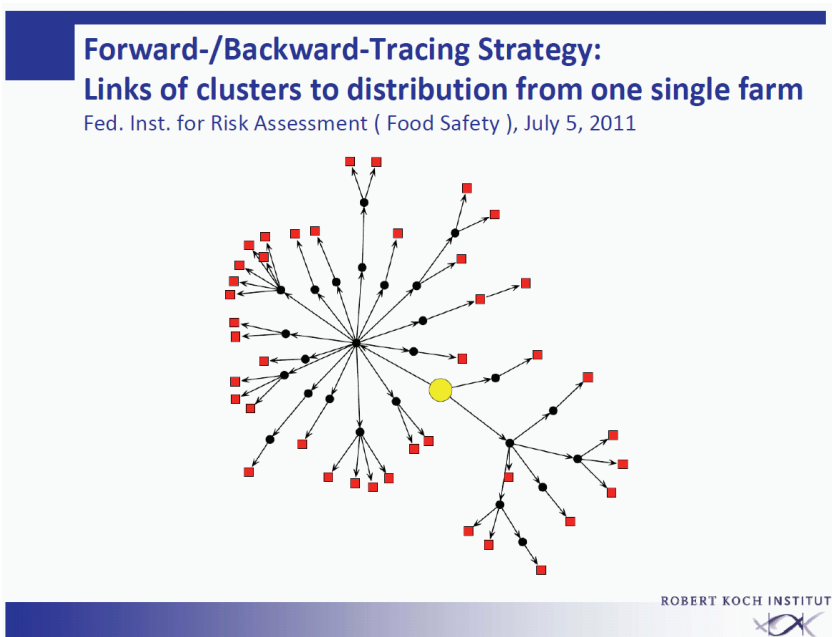 Forward-/Backward-Tracing Strategy:
Links of clusters to distribution from one single farm
Fed. Inst. for Risk Assessment ( Food Safety ), July 5, 2011
ROBERT KOCH INSTITUT